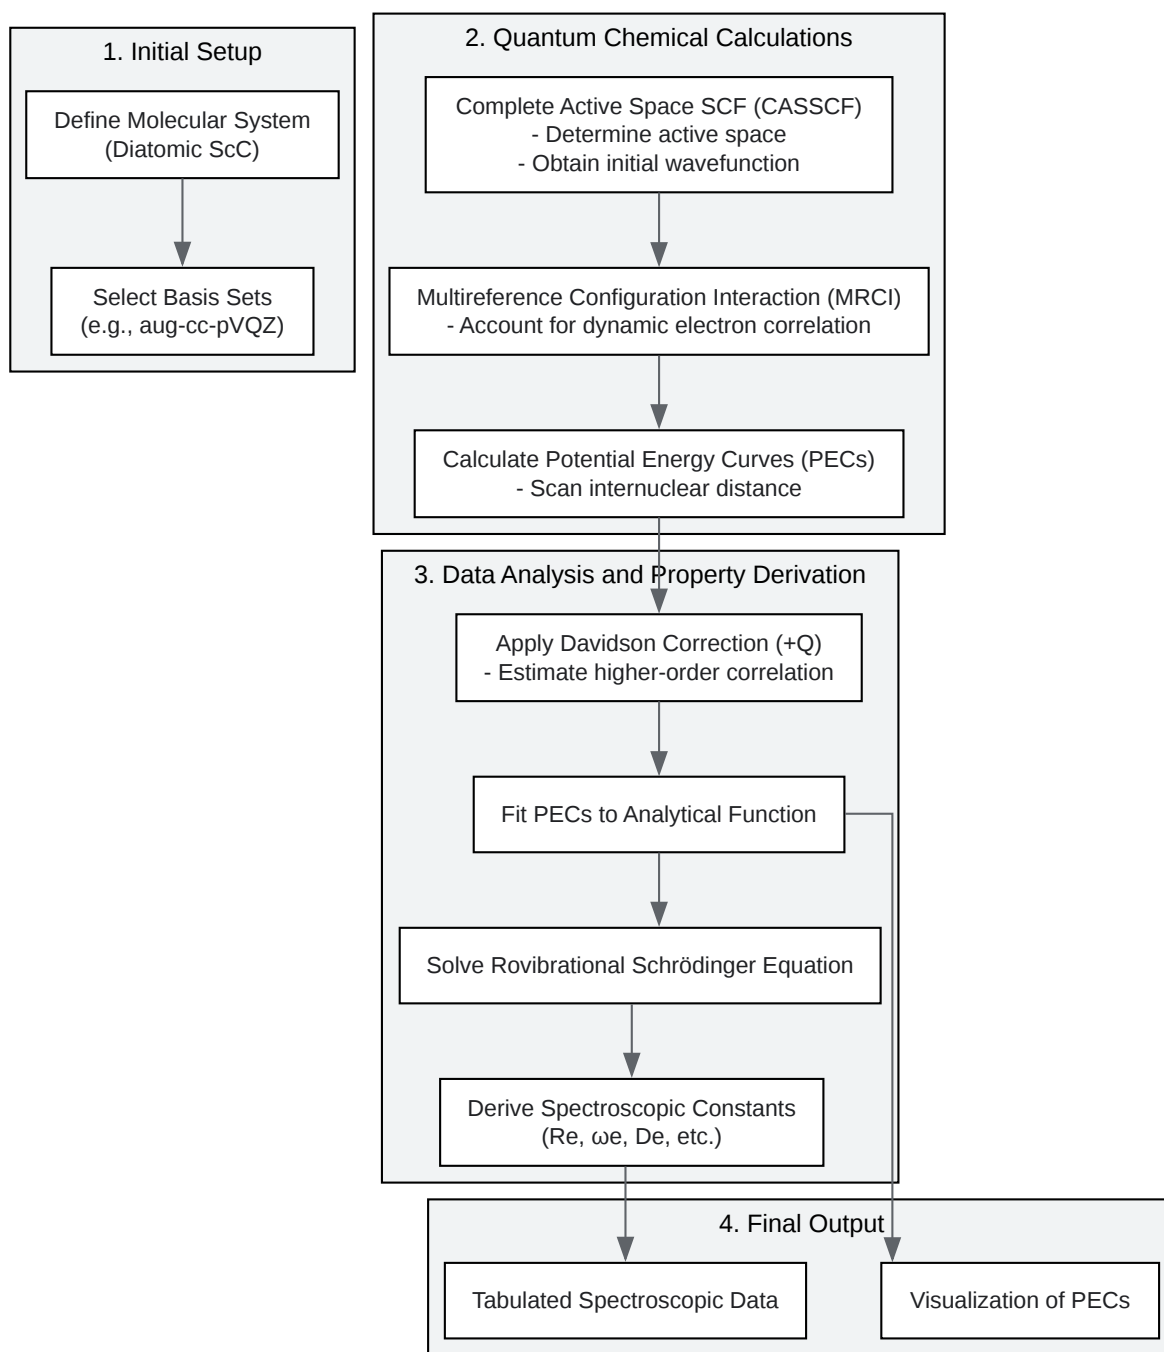 1. Initial Setup
Define Molecular System
(Diatomic ScC)
Select Basis Sets
(e.g., aug-cc-pVQZ)
2. Quantum Chemical Calculations
Complete Active Space SCF (CASSCF)
- Determine active space
- Obtain initial wavefunction
Multireference Configuration Interaction (MRCI)
- Account for dynamic electron correlation
Calculate Potential Energy Curves (PECs)
- Scan internuclear distance
3. Data Analysis and Property Derivation
Apply Davidson Correction (+Q)
- Estimate higher-order correlation
Fit PECs to Analytical Function
Solve Rovibrational Schrödinger Equation
Derive Spectroscopic Constants
(Re, ωe, De, etc.)
4. Final Output
Tabulated Spectroscopic Data
Visualization of PECs